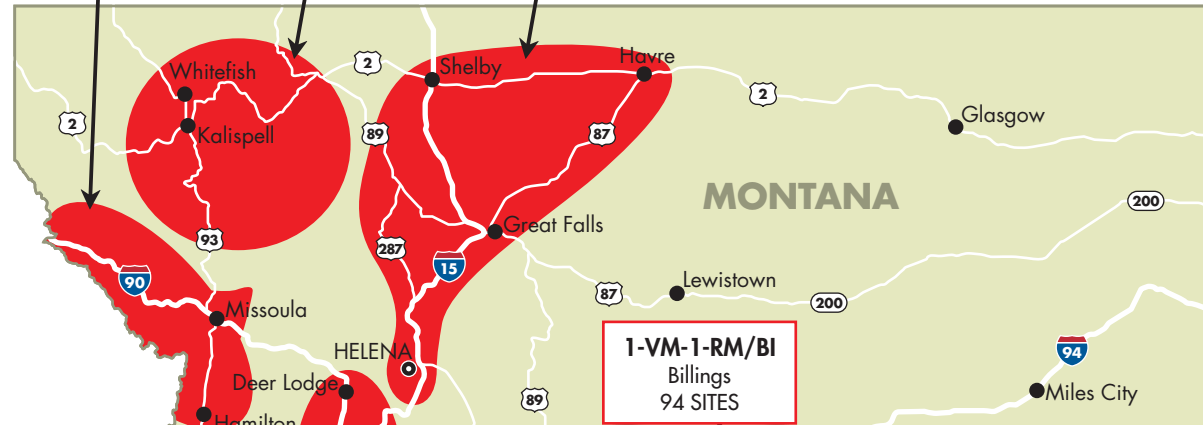 Whitefish
2
Shelby
Havre
2
2
Kalispell
89
87
Glasgow
MONTANA
200
93
287
Great Falls
15
90
87
Lewistown
200
Missoula
HELENA
1-VM-1-RM/BI
Billings
94 SITES
94
Deer Lodge
89
Miles City
Hamilton